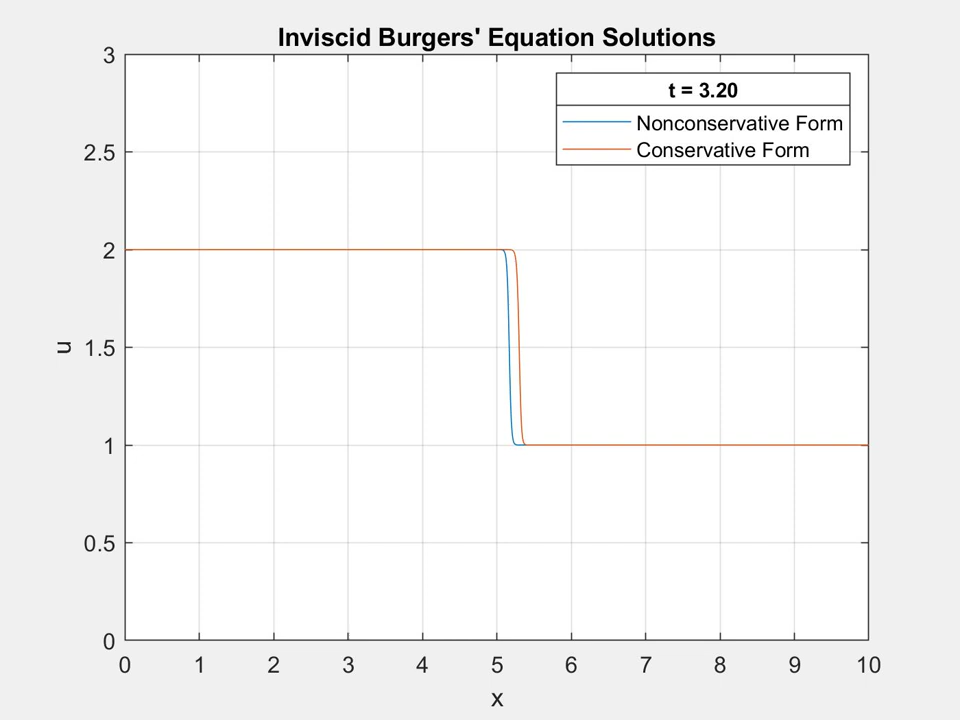 Inviscid Burgers' Equation Solutions
t = 3.20
Nonconservative Form
Conservative Form
3
2.5
2
1.5
1
0.5
0
u
0 1 2 3 4 5 6 7 8 9 10
x